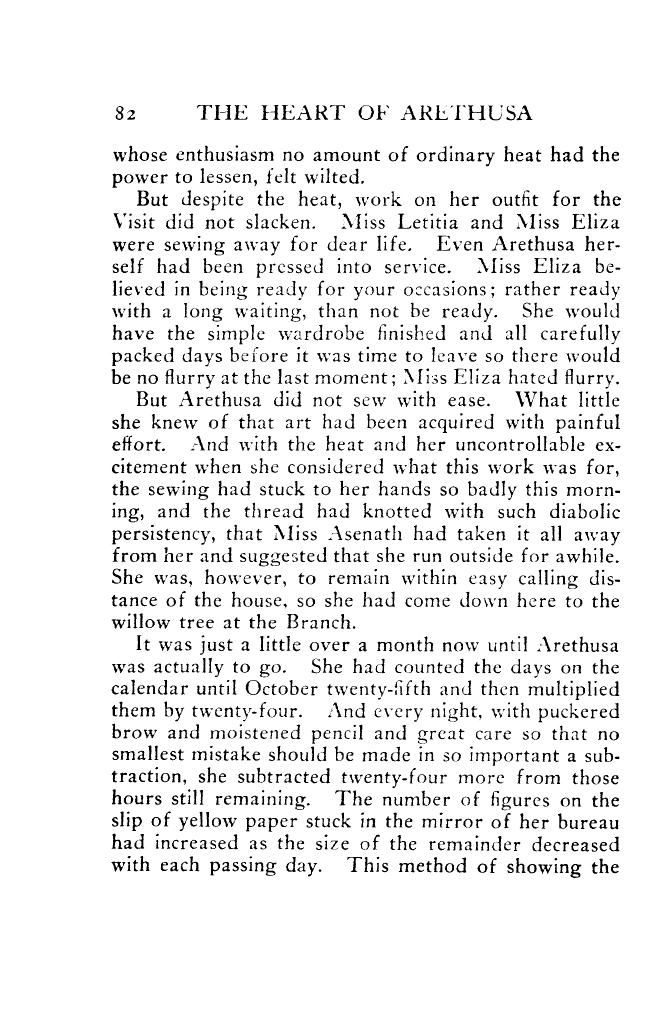 82 THE HEART OF ARETHUSA
whose enthusiasm no amount of ordinary heat had the
power to lessen, felt wilted.
But despite the heat, work on her outfit for the
Visit did not slacken. Miss Letitia and Miss Eliza
were sewing away for dear life. Even Arethusa her-
self had been pressed into service. Miss Eliza be-
lieved in being ready for your occasions; rather ready
with a long waiting, than not be ready. She would
have the simple wardrobe finished and all carefully
packed days before it was time to leave so there would
be no flurry at the last moment; Miss Eliza hated flurry.
But Arethusa did not sew with ease. What little
she knew of that art had been acquired with painful
effort. And with the heat and her uncontrollable ex-
citement when she considered what this work was for,
the sewing had stuck to her hands so badly this morn-
ing, and the thread had knotted with such diabolic
persistency, that Miss Asenath had taken it all away
from her and suggested that she run outside for awhile.
She was, however, to remain within easy calling dis-
tance of the house, so she had come down here to the
willow tree at the Branch.
It was just a little over a month now until Arethusa
was actually to go. She had counted the days on the
calendar until October twenty-fifth and then multiplied
them by twenty-four. And every night, with puckered
brow and moistened pencil and great care so that no
smallest mistake should be made in so important a sub-
traction, she subtracted twenty-four more from those
hours still remaining. The number of figures on the
slip of yellow paper stuck in the mirror of her bureau
had increased as the size of the remainder decreased
with each passing day. This method of showing the